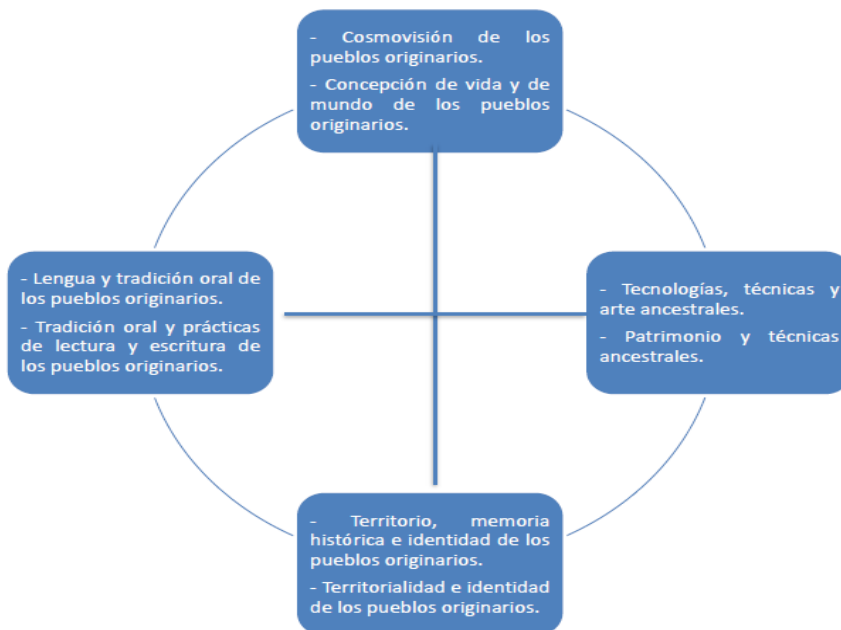 - Cosmovisión de los
pueblos originarios.
- Concepción de vida y de
mundo de los pueblos
originarios.
- Lengua y tradición oral de
los pueblos originarios.
- Tradición oral y prácticas
de lectura y escritura de
los pueblos originarios.
- Tecnologías, técnicas y
arte ancestrales.
- Patrimonio y técnicas
ancestrales.
- Territorio, memoria
histórica e identidad de los
pueblos originarios.
- Territorialidad e identidad
de los pueblos originarios.